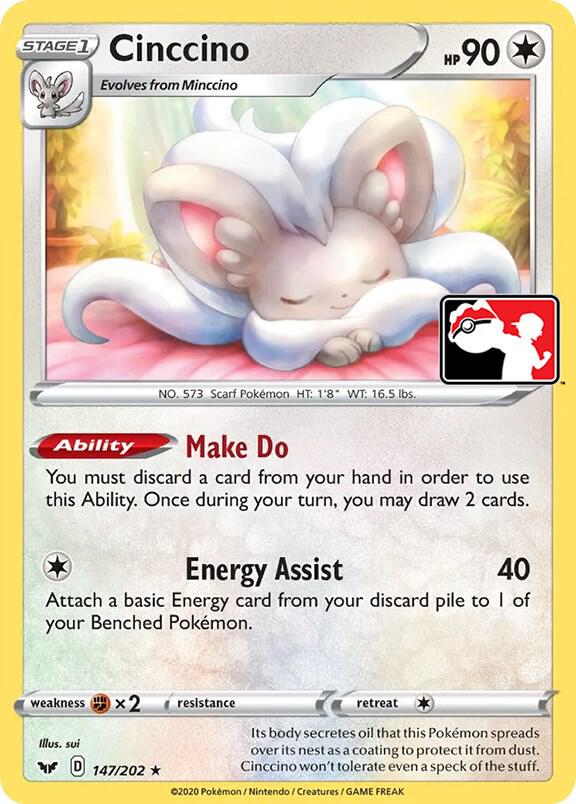 STAGE 1
Cinccino
HP 90
Evolves from Minccino
NO. 573 Scarf Pokémon HT: 1'8" WT: 16.5 lbs.
TM
Ability Make Do
You must discard a card from your hand in order to use
this Ability. Once during your turn, you may draw 2 cards.
Energy Assist 40
Attach a basic Energy card from your discard pile to 1 of
your Benched Pokémon.
weakness ×2 resistance retreat
Illus. sui
D 147/202 ★
Its body secretes oil that this Pokémon spreads
over its nest as a coating to protect it from dust.
Cinccino won't tolerate even a speck of the stuff.
©2020 Pokémon / Nintendo / Creatures / GAME FREAK